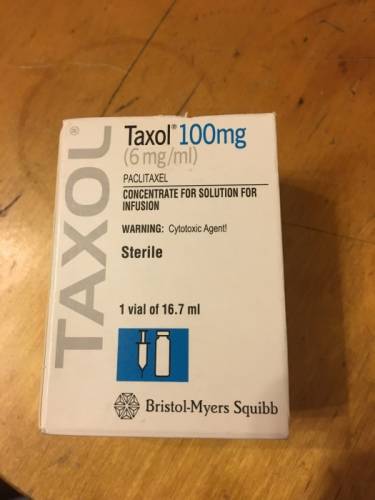 TAXOL®
Taxol® 100mg
(6 mg/ml)
PACLITAXEL
CONCENTRATE FOR SOLUTION FOR
INFUSION
WARNING: Cytotoxic Agent!
Sterile
1 vial of 16.7 ml
Bristol-Myers Squibb